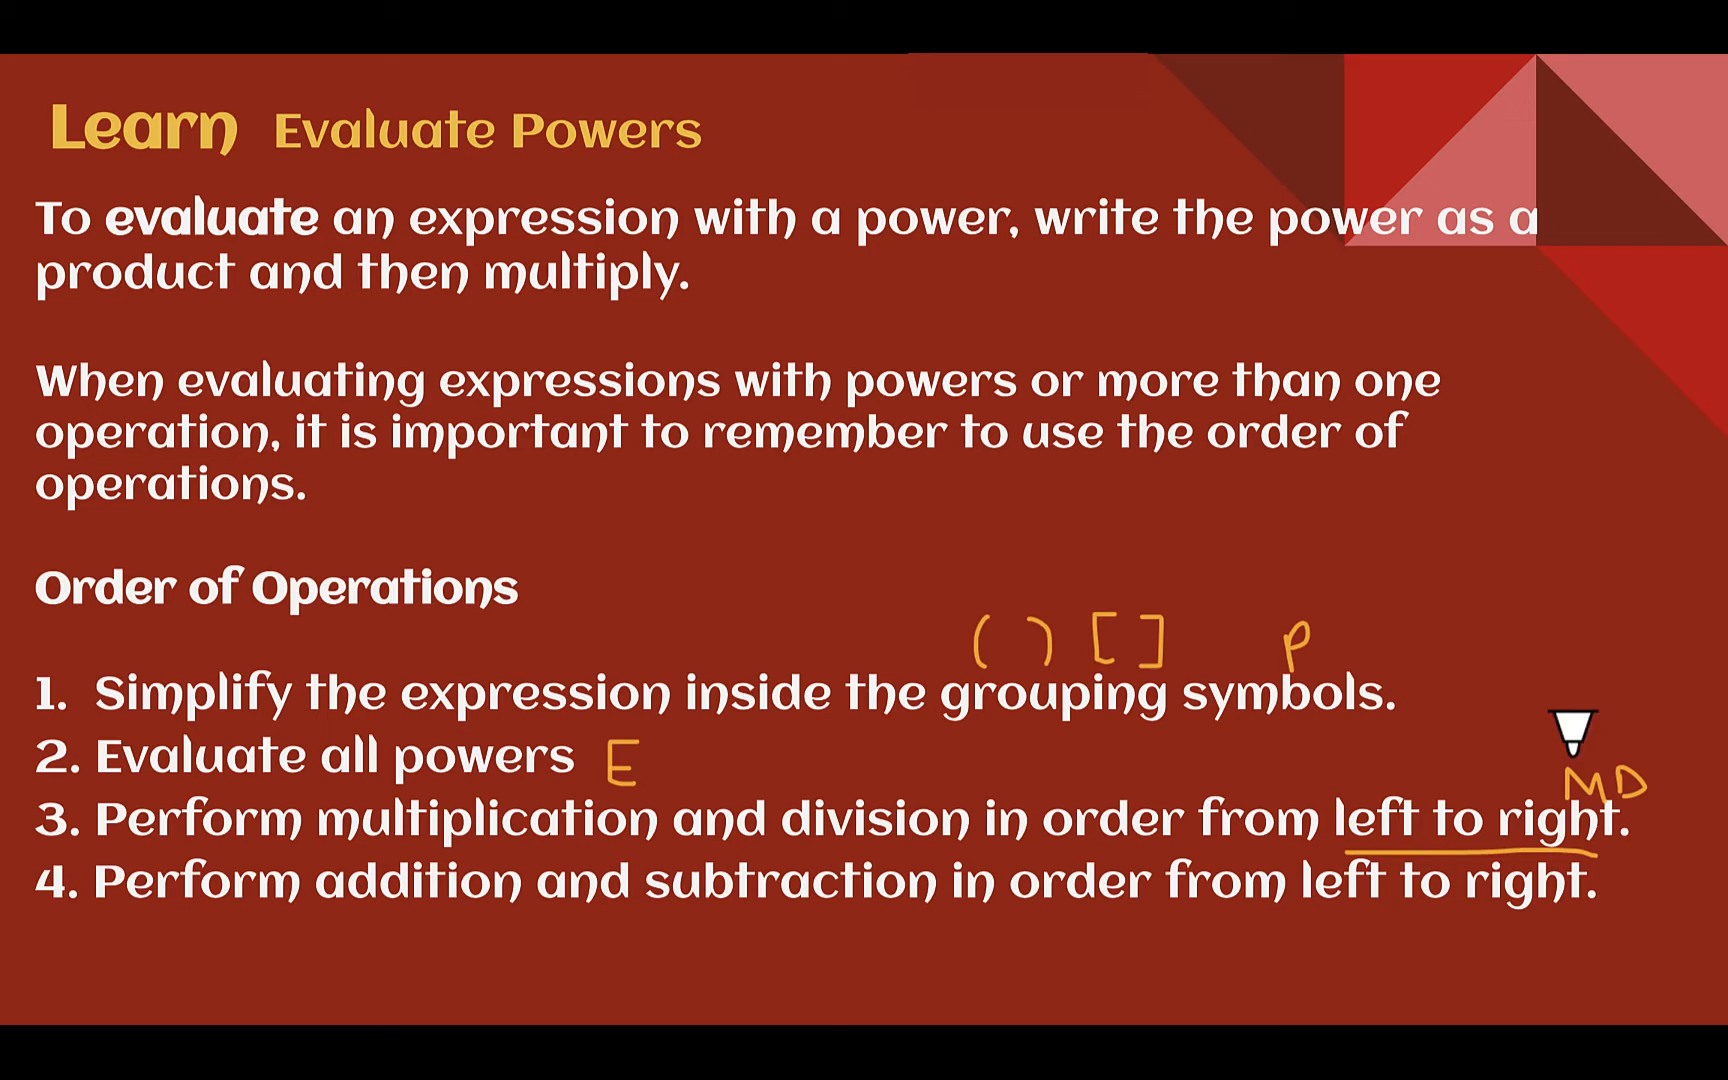 Learn Evaluate Powers
To evaluate an expression with a power, write the power as a
product and then multiply.
When evaluating expressions with powers or more than one
operation, it is important to remember to use the order of
operations.
Order of Operations
( ) [ ] P
1. Simplify the expression inside the grouping symbols.
2. Evaluate all powers E
MD
3. Perform multiplication and division in order from left to right.
4. Perform addition and subtraction in order from left to right.